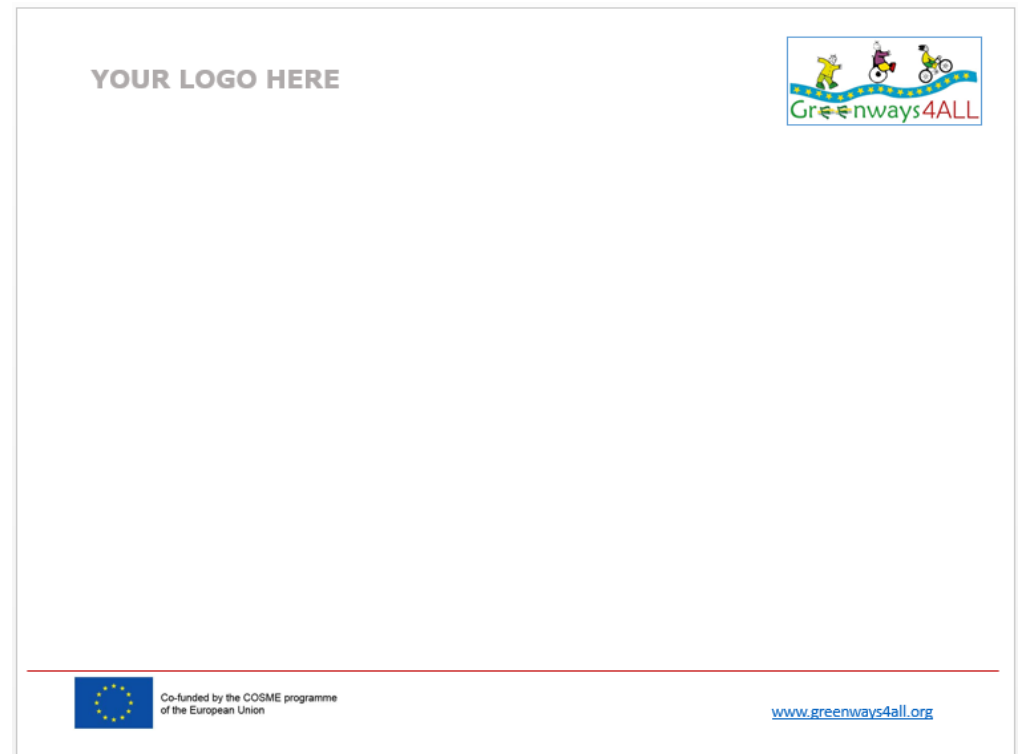 YOUR LOGO HERE
Greenways4ALL
Co-funded by the COSME programme
of the European Union
www.greenways4all.org